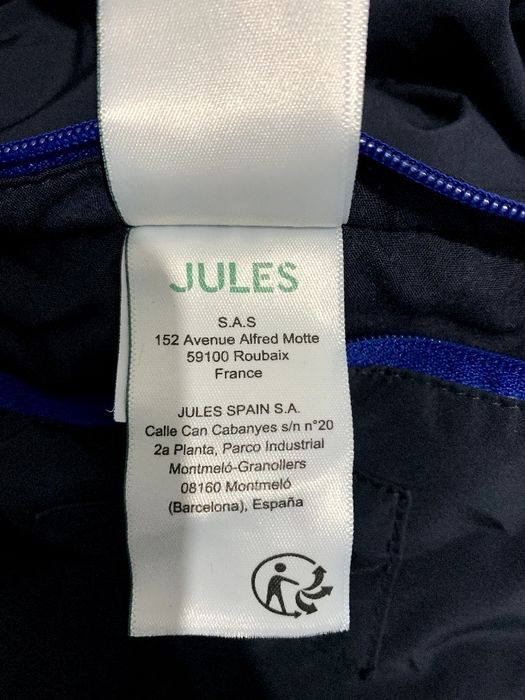 JULES
S.A.S
152 Avenue Alfred Motte
59100 Roubaix
France
JULES SPAIN S.A.
Calle Can Cabanyes s/n n°20
2a Planta, Parco Industrial
Montmeló-Granollers
08160 Montmeló
(Barcelona), España